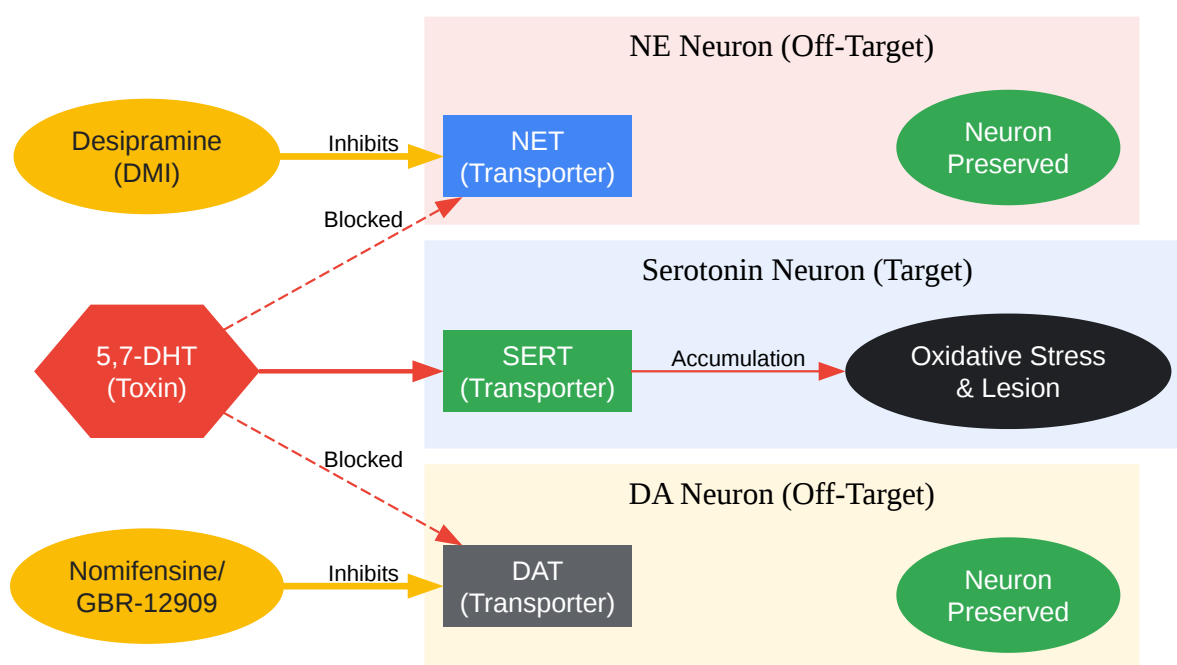 NE Neuron (Off-Target)
Desipramine
(DMI)
Inhibits
NET
(Transporter)
Neuron
Preserved
Blocked
Serotonin Neuron (Target)
5,7-DHT
(Toxin)
SERT
(Transporter)
Accumulation
Oxidative Stress
& Lesion
Blocked
DA Neuron (Off-Target)
Nomifensine/
GBR-12909
Inhibits
DAT
(Transporter)
Neuron
Preserved